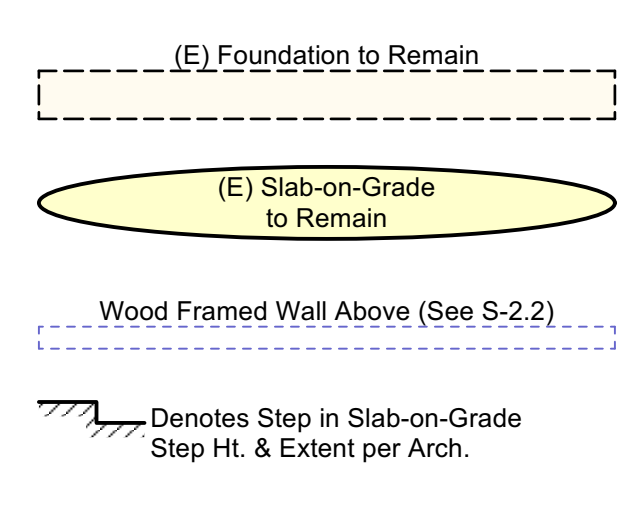 (E) Foundation to Remain
(E) Slab-on-Grade
to Remain
Wood Framed Wall Above (See S-2.2)
Denotes Step in Slab-on-Grade
Step Ht. & Extent per Arch.